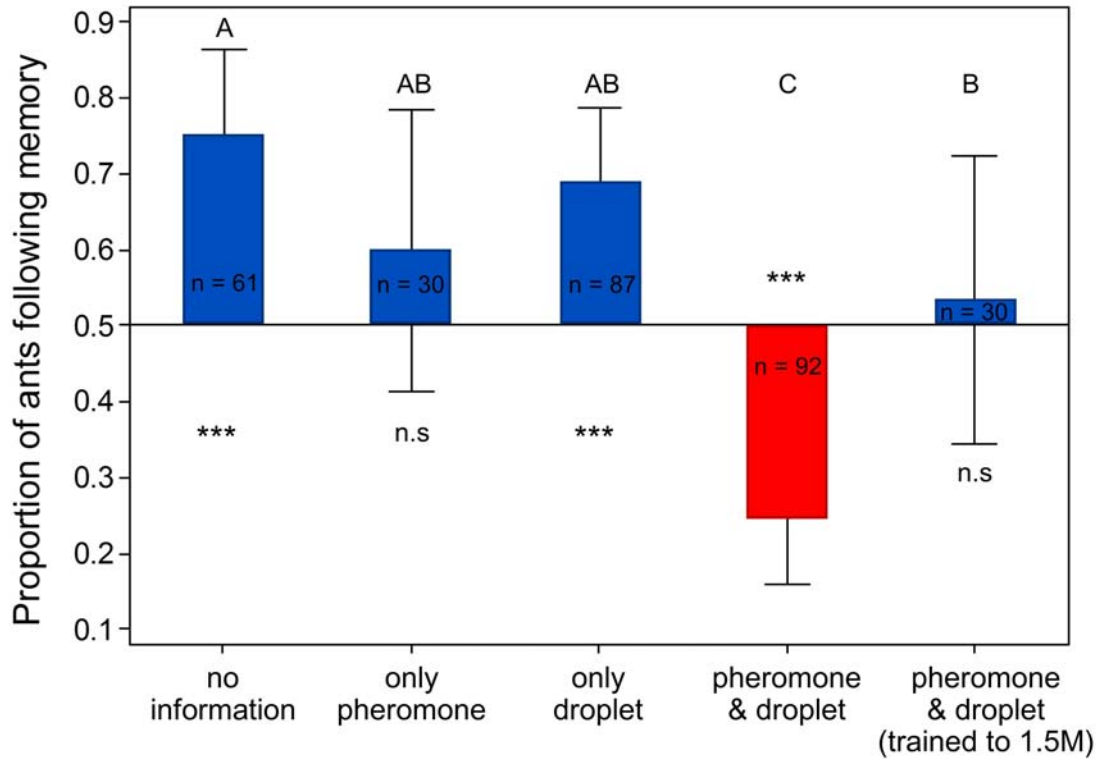 Proportion of ants following memory
0.9
0.8
0.7
0.6
0.5
0.4
0.3
0.2
0.1
A
AB
AB
C
B
n = 61
n = 30
n = 87
n = 92
n = 30
***
n.s
***
***
n.s
no
information
only
pheromone
only
droplet
pheromone
& droplet
pheromone
& droplet
(trained to 1.5M)